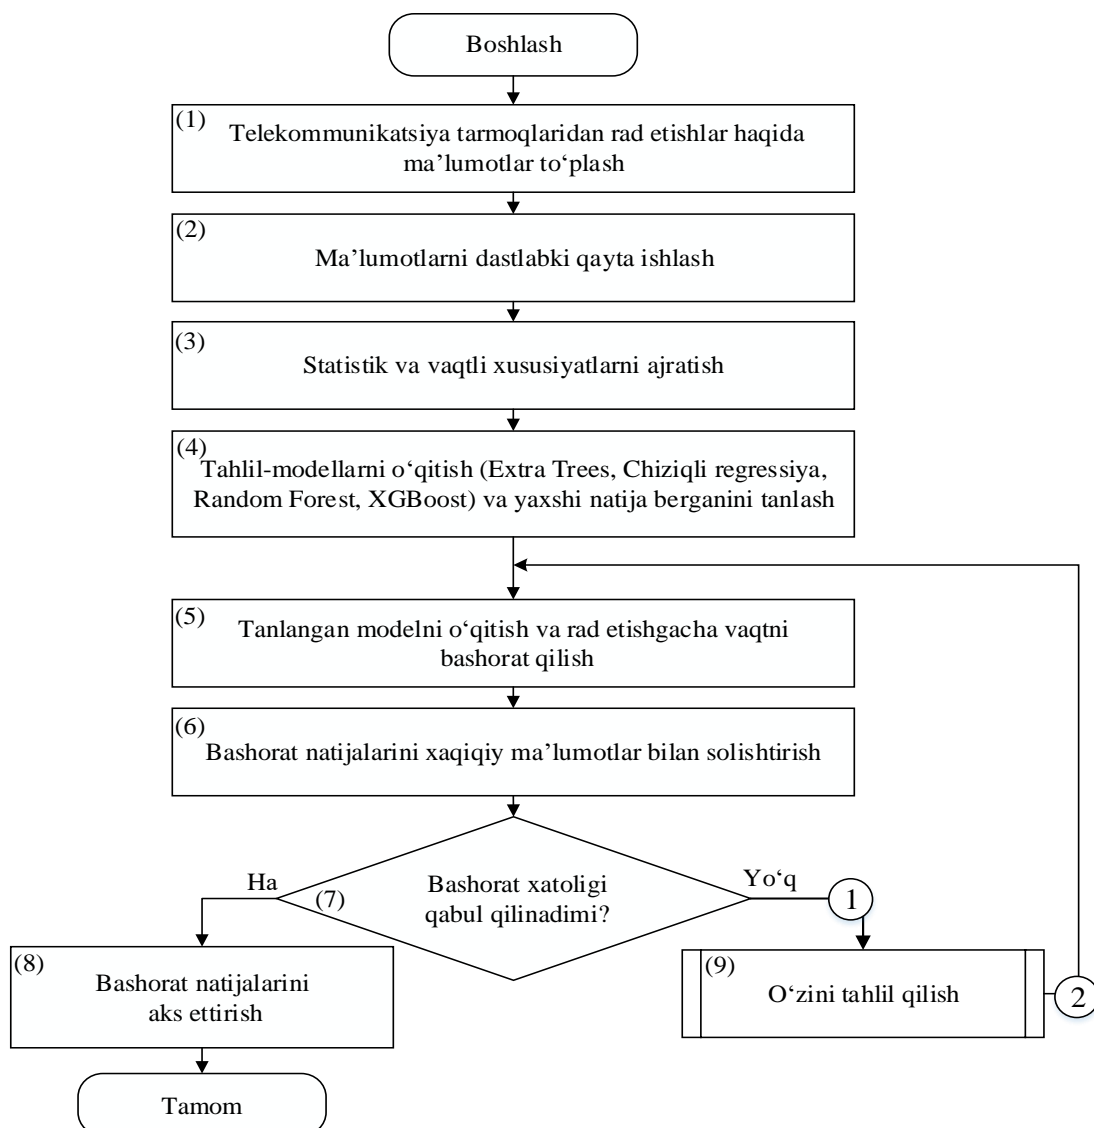 Boshlash
(1)
Telekommunikatsiya tarmoqlaridan rad etishlar haqida
ma’lumotlar to‘plash
(2)
Ma’lumotlarni dastlabki qayta ishlash
(3)
Statistik va vaqtli xususiyatlarni ajratish
(4)
Tahlil-modellarni o‘qitish (Extra Trees, Chiziqli regressiya,
Random Forest, XGBoost) va yaxshi natija berganini tanlash
(5)
Tanlangan modelni o‘qitish va rad etishgacha vaqtni
bashorat qilish
(6)
Bashorat natijalarini xaqiqiy ma’lumotlar bilan solishtirish
Ha
(7)
Bashorat xatoligi
qabul qilinadimi?
Yo‘q
1
(8)
Bashorat natijalarini
aks ettirish
(9)
O‘zini tahlil qilish
2
Tamom